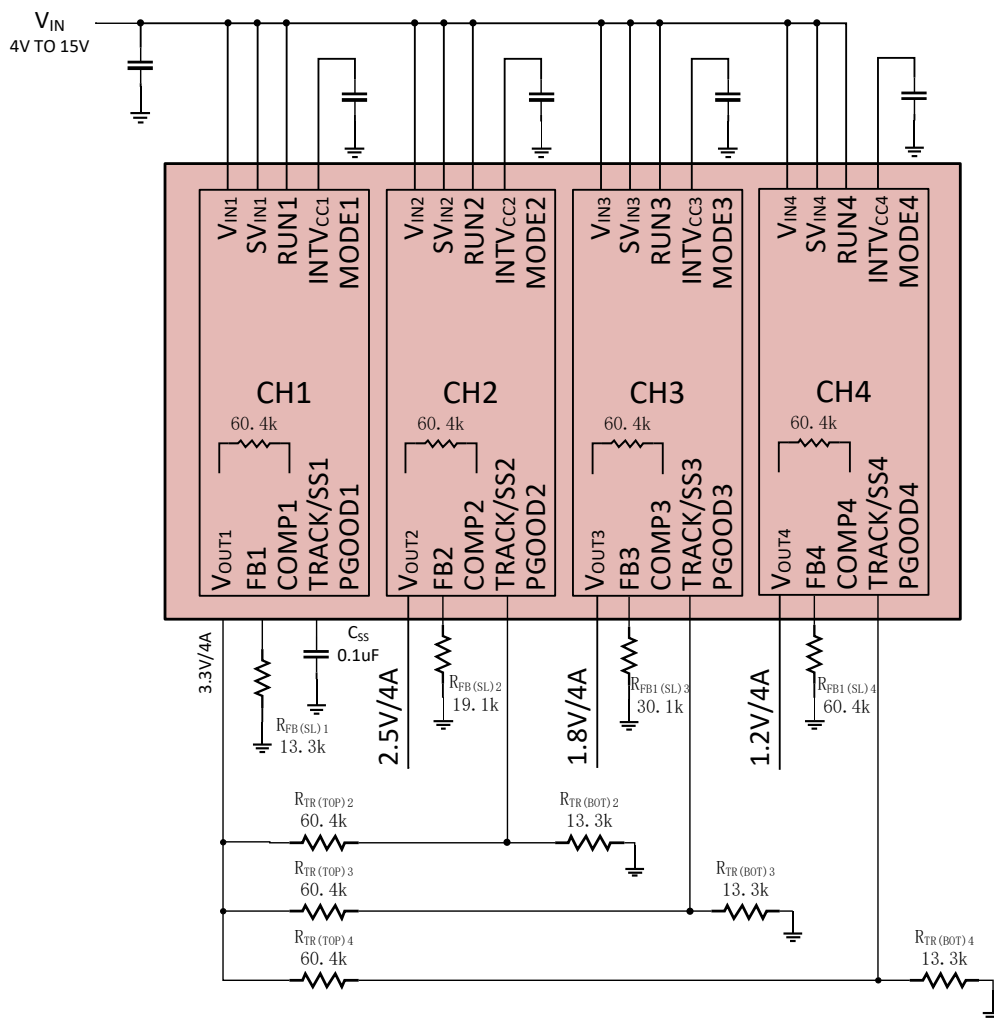 VIN
4V TO 15V
VIN1
SVIN1
RUN1
INTVCC1
MODE1
VIN2
SVIN2
RUN2
INTVCC2
MODE2
VIN3
SVIN3
RUN3
INTVCC3
MODE3
VIN4
SVIN4
RUN4
INTVCC4
MODE4
CH1
60.4k
CH2
60.4k
CH3
60.4k
CH4
60.4k
VOUT1
FB1
COMP1
TRACK/SS1
PGOOD1
VOUT2
FB2
COMP2
TRACK/SS2
PGOOD2
VOUT3
FB3
COMP3
TRACK/SS3
PGOOD3
VOUT4
FB4
COMP4
TRACK/SS4
PGOOD4
3.3V/4A
RFB(SL)1
13.3k
CSS
0.1uF
2.5V/4A
RFB(SL)2
19.1k
1.8V/4A
RFB1(SL)3
30.1k
1.2V/4A
RFB1(SL)4
60.4k
RTR(TOP)2
60.4k
RTR(BOT)2
13.3k
RTR(TOP)3
60.4k
RTR(BOT)3
13.3k
RTR(TOP)4
60.4k
RTR(BOT)4
13.3k